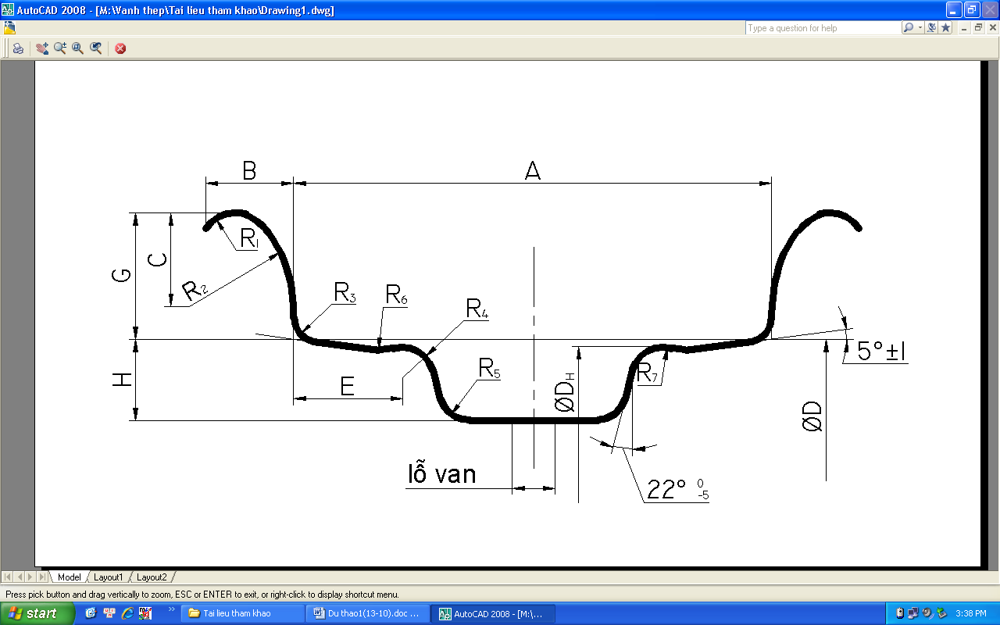 AutoCAD 2008 - [M:\Vanh thep\Tai lieu tham khao\Drawing1.dwg]
Type a question for help
B
A
R1
G
C
R2
R3
R6
R4
5°±1
H
E
R5
ØDH
R7
ØD
lỗ van
22° 0 -5
Model
Layout1
Layout2
Press pick button and drag vertically to zoom, ESC or ENTER to exit, or right-click to display shortcut menu.
start
Tai lieu tham khao
Du thao1(13-10).doc ...
AutoCAD 2008 - [M:\...
3:38 PM